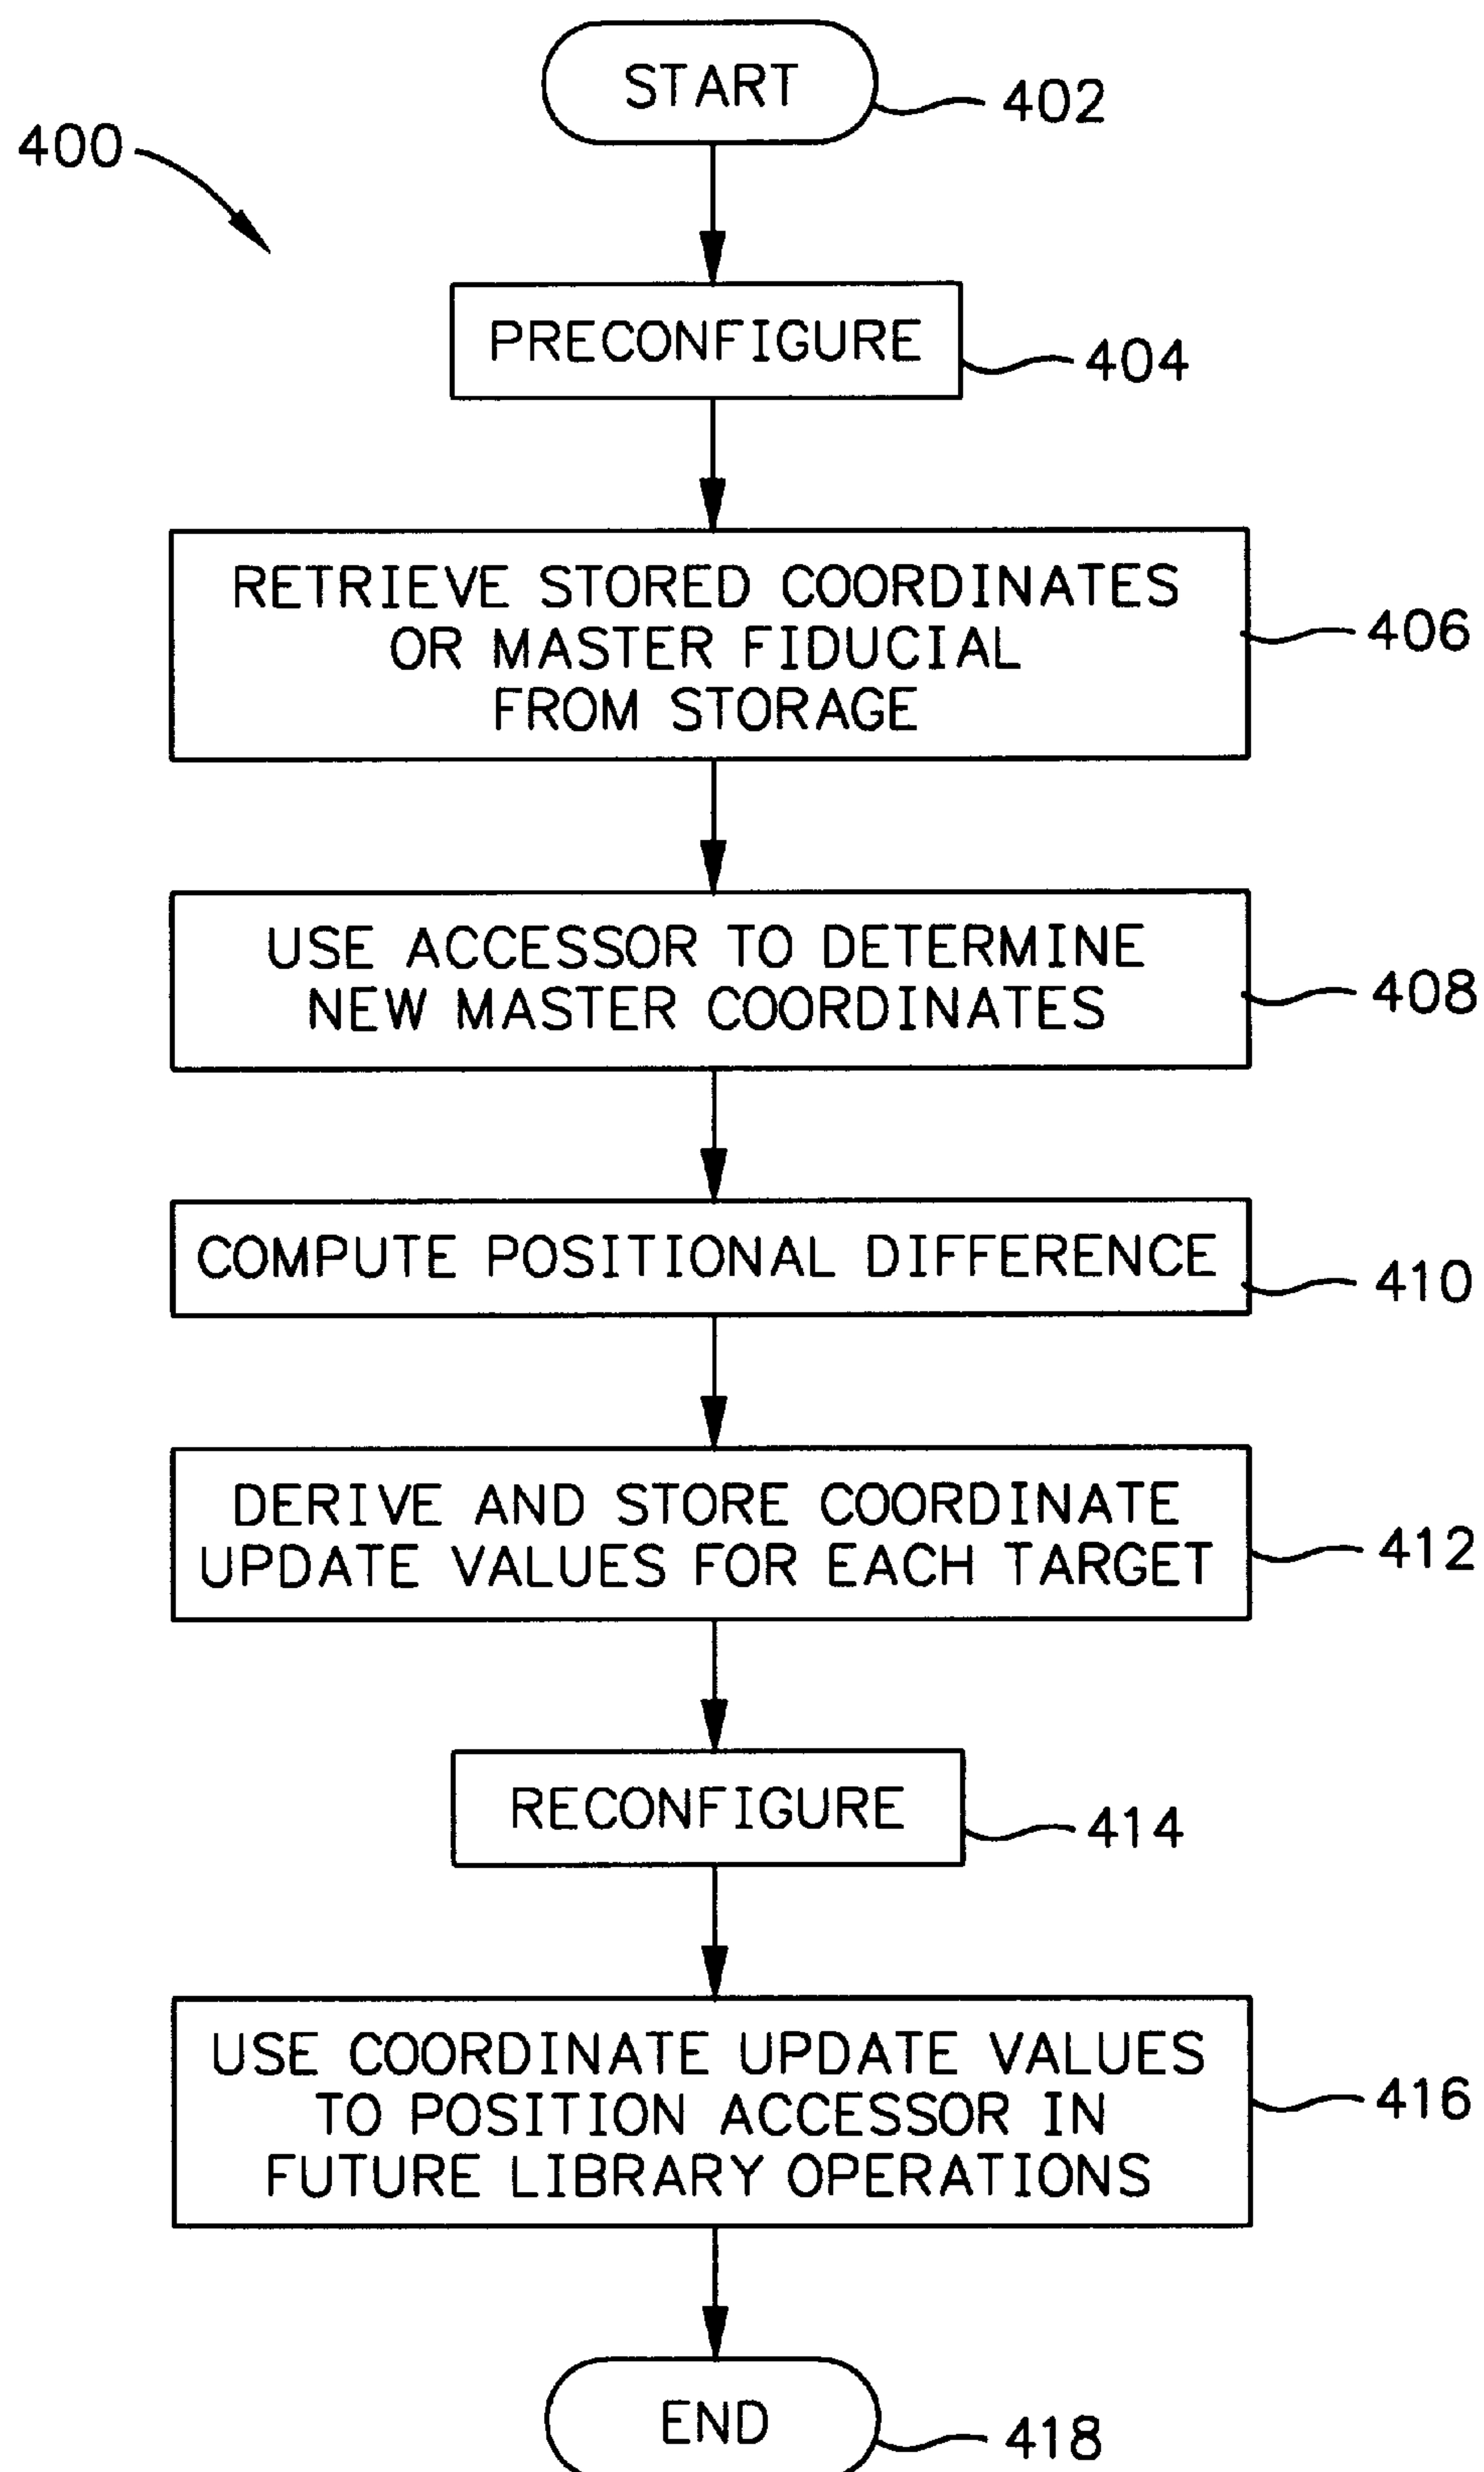 START
402
400
PRECONFIGURE
404
RETRIEVE STORED COORDINATES
OR MASTER FIDUCIAL
FROM STORAGE
406
USE ACCESSOR TO DETERMINE
NEW MASTER COORDINATES
408
COMPUTE POSITIONAL DIFFERENCE
410
DERIVE AND STORE COORDINATE
UPDATE VALUES FOR EACH TARGET
412
RECONFIGURE
414
USE COORDINATE UPDATE VALUES
TO POSITION ACCESSOR IN
FUTURE LIBRARY OPERATIONS
416
END
418